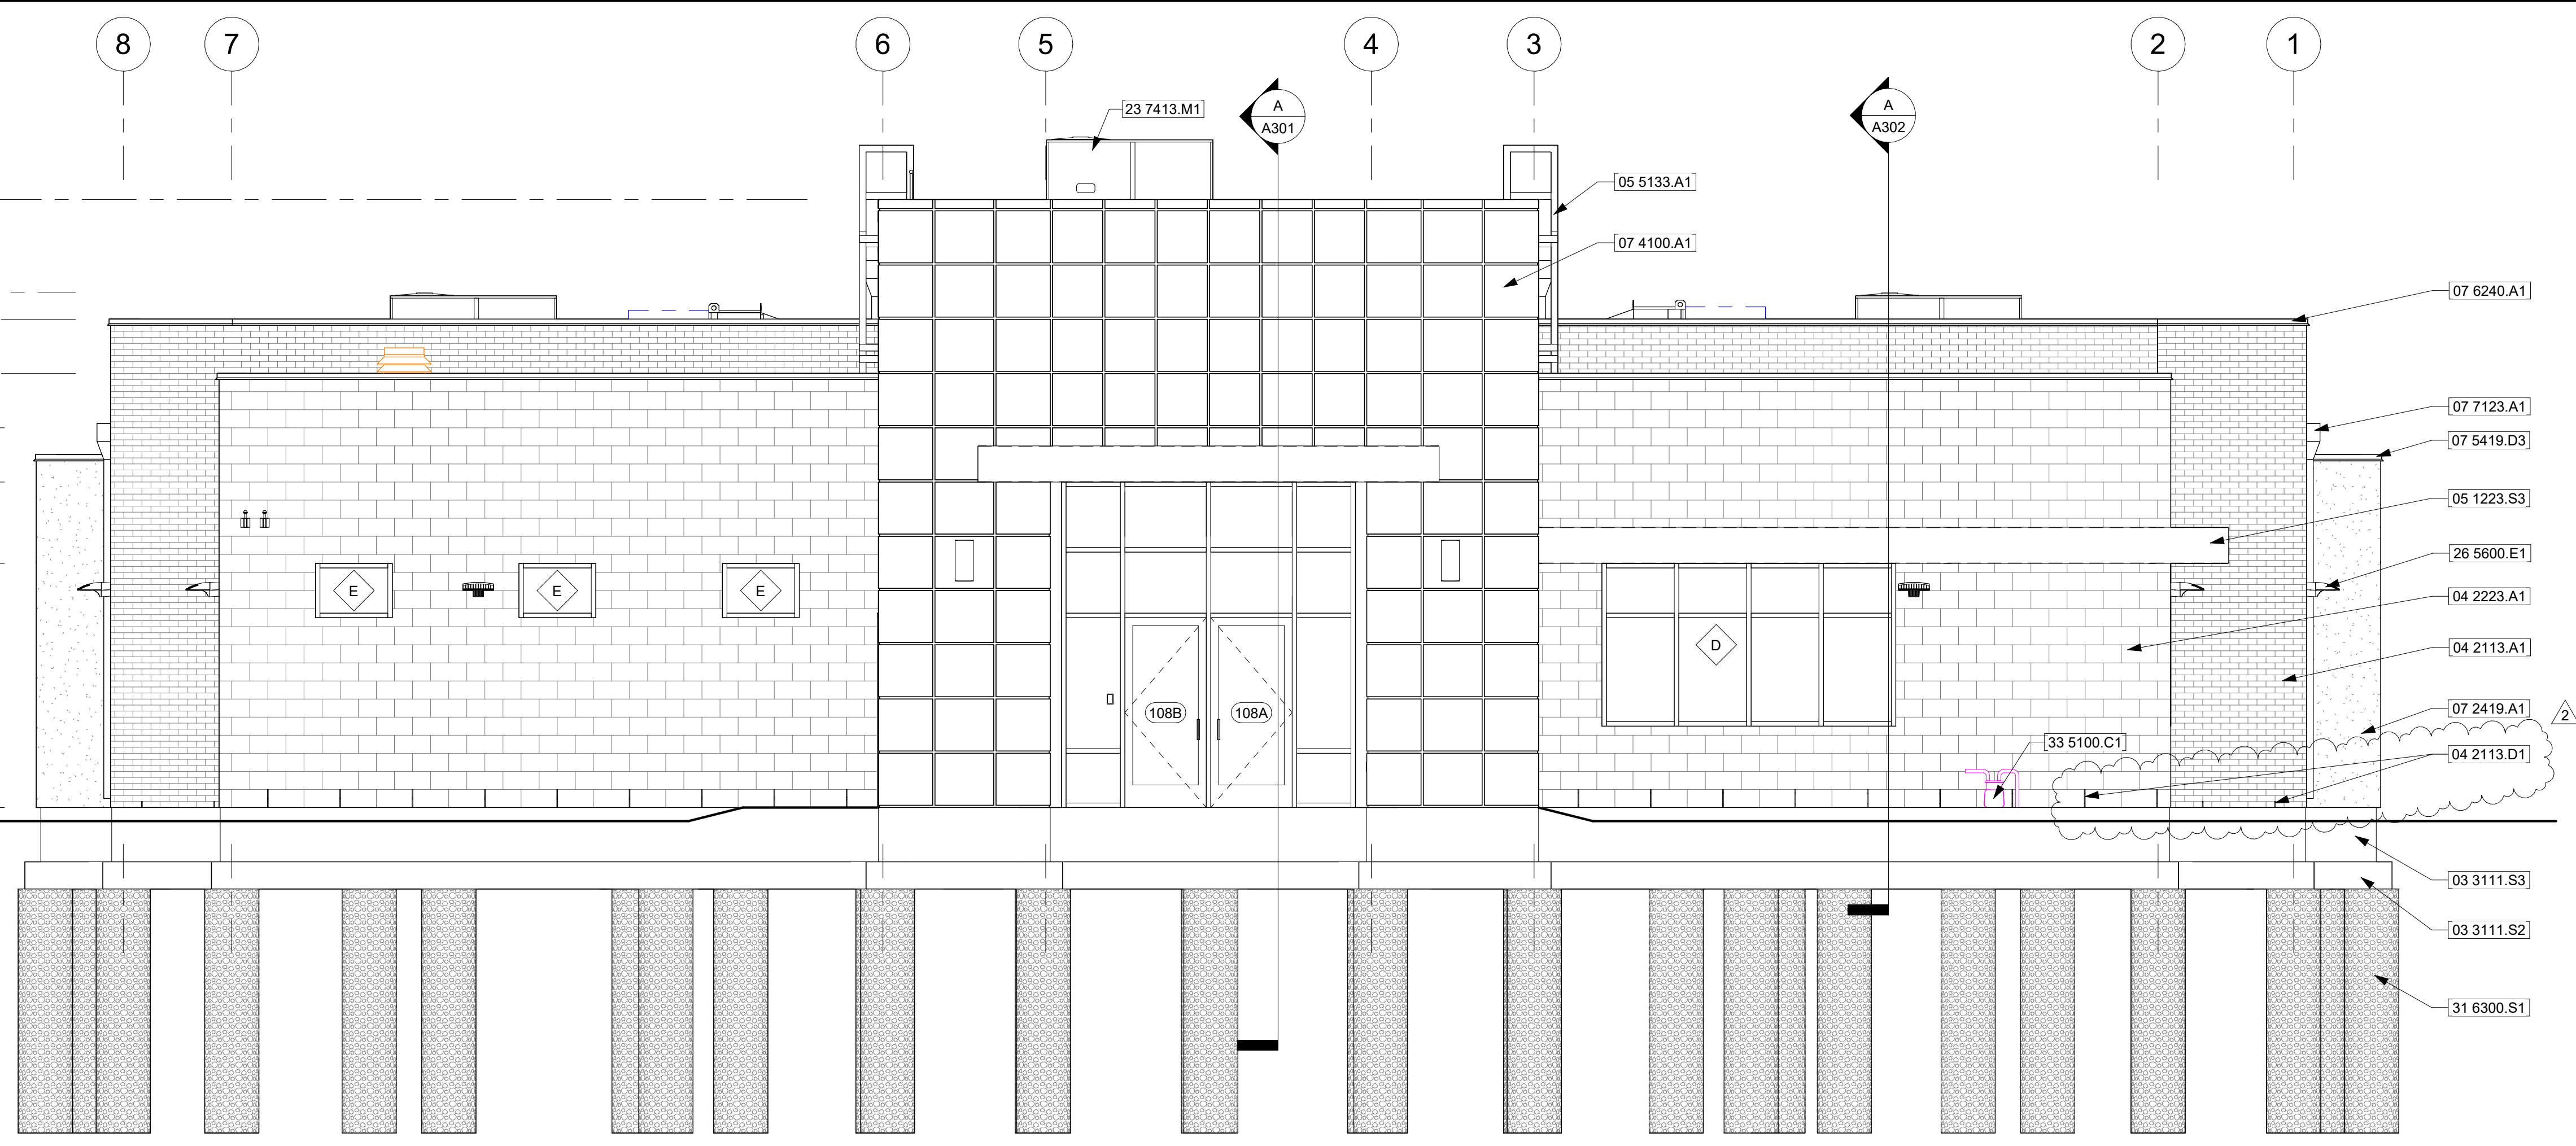 8
7
6
5
4
3
2
1
23 7413.M1
A
A301
A
A302
05 5133.A1
07 4100.A1
07 6240.A1
07 7123.A1
07 5419.D3
05 1223.S3
26 5600.E1
04 2223.A1
04 2113.A1
07 2419.A1
2
04 2113.D1
33 5100.C1
E
E
E
D
108B
108A
03 3111.S3
03 3111.S2
31 6300.S1